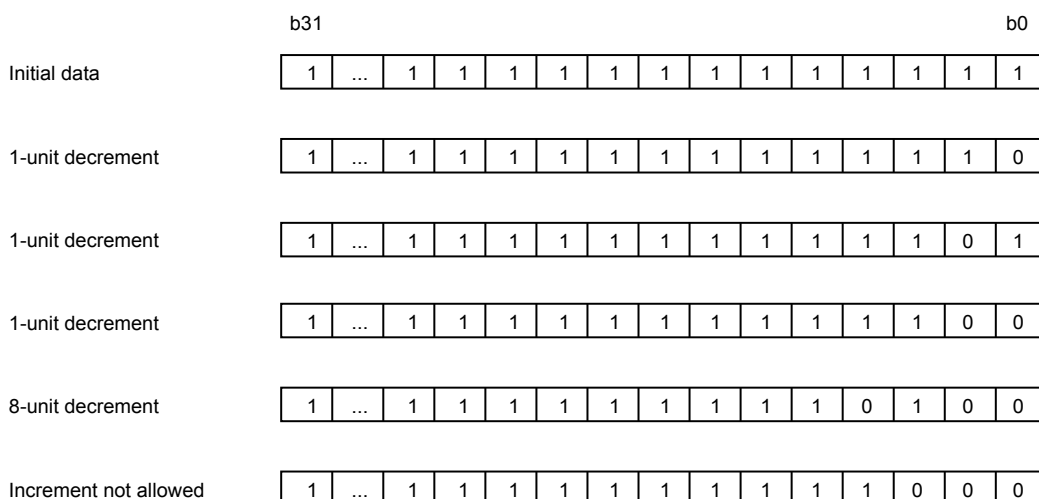 b31 b0
Initial data 1 ... 1 1 1 1 1 1 1 1 1 1 1 1 1
1-unit decrement 1 ... 1 1 1 1 1 1 1 1 1 1 1 1 0
1-unit decrement 1 ... 1 1 1 1 1 1 1 1 1 1 1 0 1
1-unit decrement 1 ... 1 1 1 1 1 1 1 1 1 1 1 0 0
8-unit decrement 1 ... 1 1 1 1 1 1 1 1 1 0 1 0 0
Increment not allowed 1 ... 1 1 1 1 1 1 1 1 1 1 0 0 0